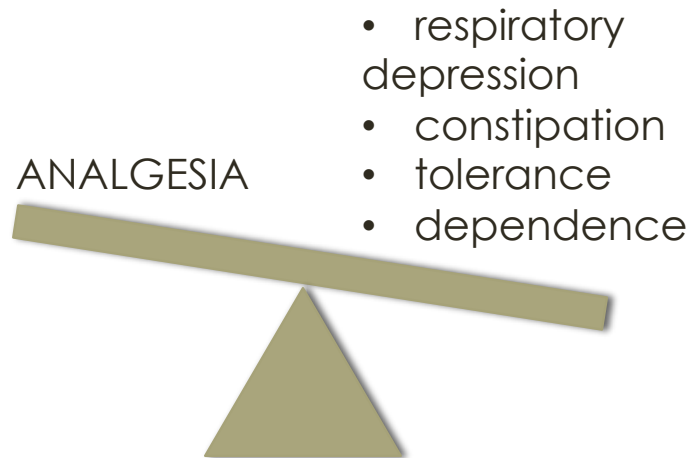 • respiratory
depression
• constipation
ANALGESIA
• tolerance
• dependence